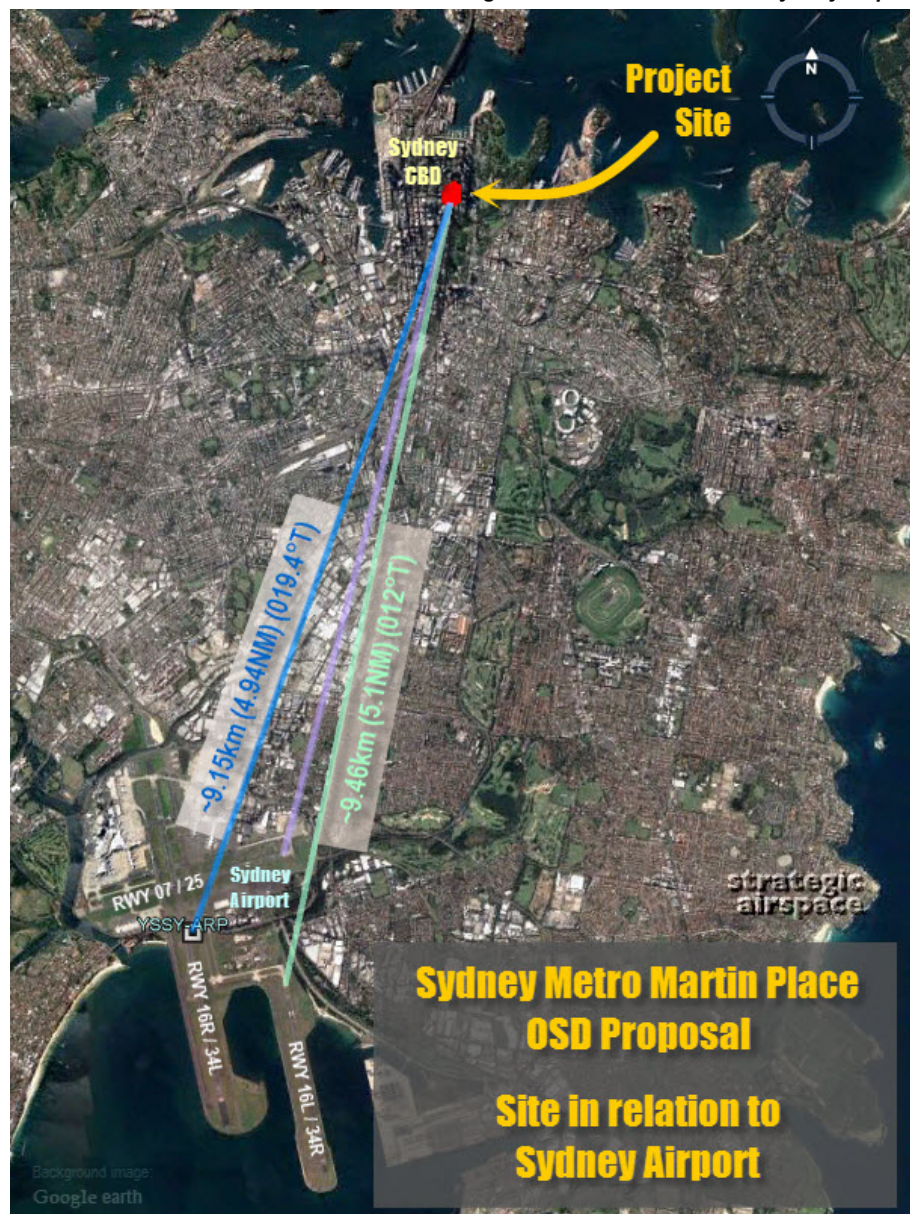 Project
Site
N
Sydney
CBD
~9.15km (4.94NM) (019.4°T)
~9.46km (5.1NM) (012°T)
Sydney
Airport
RWY 07 / 25
YSSY-ARP
RWY 16R / 34L
RWY 16L / 34R
strategic
airspace
Sydney Metro Martin Place
OSD Proposal
Site in relation to
Sydney Airport
Background image:
Google earth